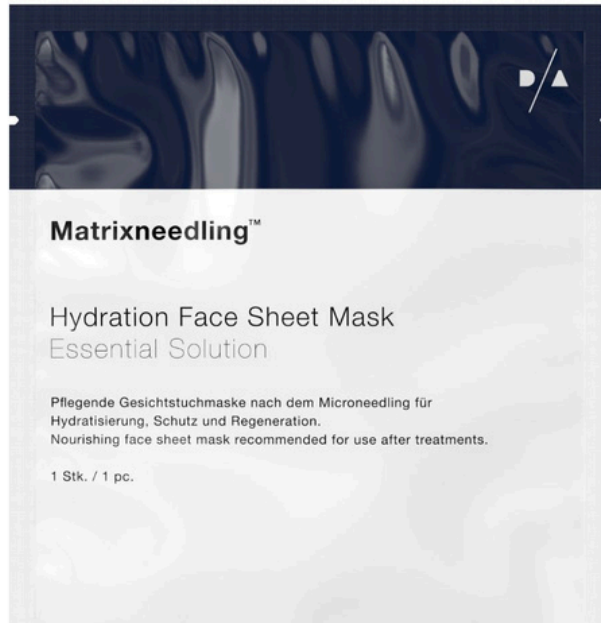 D/A
Matrixneedling™
Hydration Face Sheet Mask
Essential Solution
Pflegende Gesichtstuchmaske nach dem Microneedling für
Hydratisierung, Schutz und Regeneration.
Nourishing face sheet mask recommended for use after treatments.
1 Stk. / 1 pc.